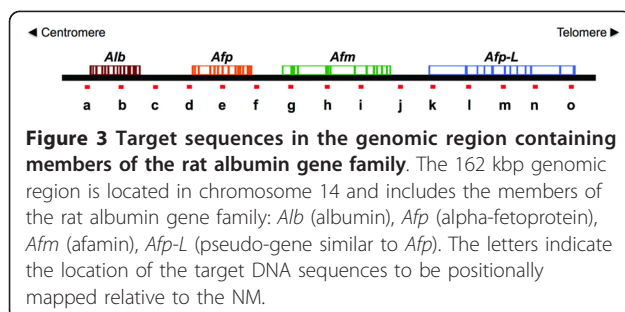 ◄ Centromere Telomere ►
Alb Afp Afm Afp-L
a b c d e f g h i j k l m n o
Figure 3 Target sequences in the genomic region containing
members of the rat albumin gene family. The 162 kbp genomic
region is located in chromosome 14 and includes the members of
the rat albumin gene family: Alb (albumin), Afp (alpha-fetoprotein),
Afm (afamin), Afp-L (pseudo-gene similar to Afp). The letters indicate
the location of the target DNA sequences to be positionally
mapped relative to the NM.